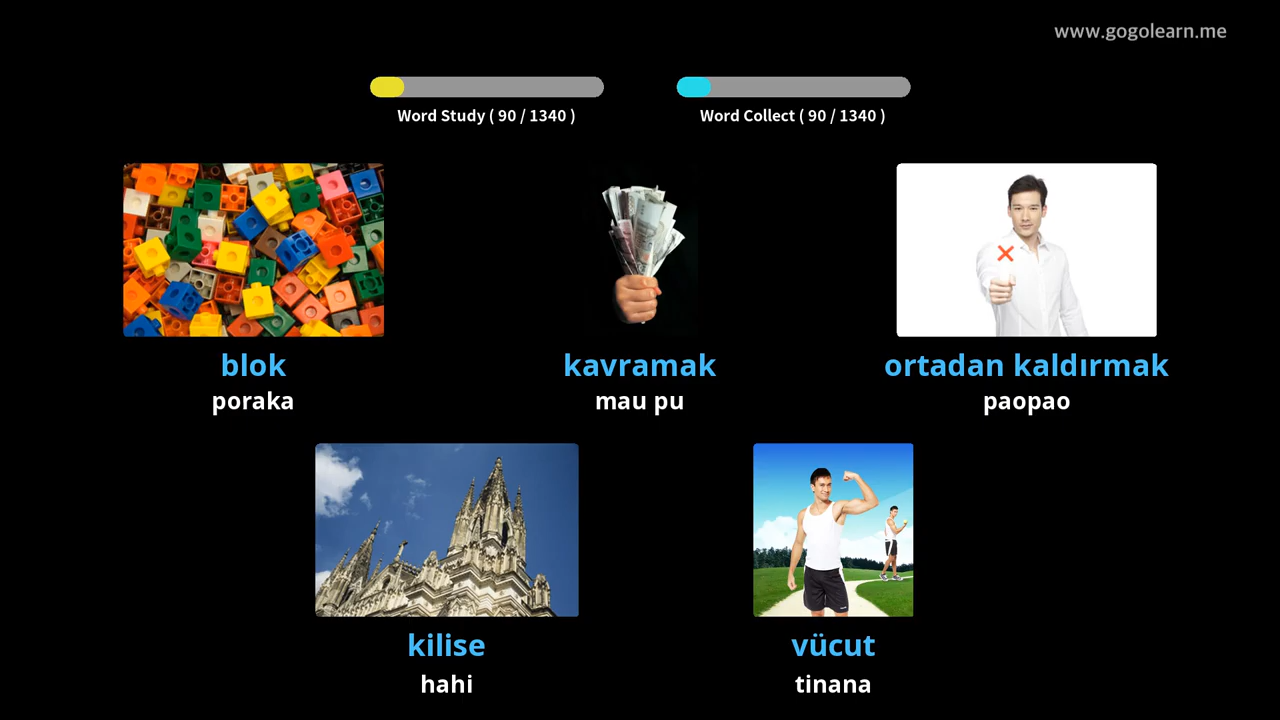 www.gogolearn.me
Word Study ( 90 / 1340 )
Word Collect ( 90 / 1340 )
blok
poraka
kavramak
mau pu
ortadan kaldırmak
paopao
kilise
hahi
vücut
tinana